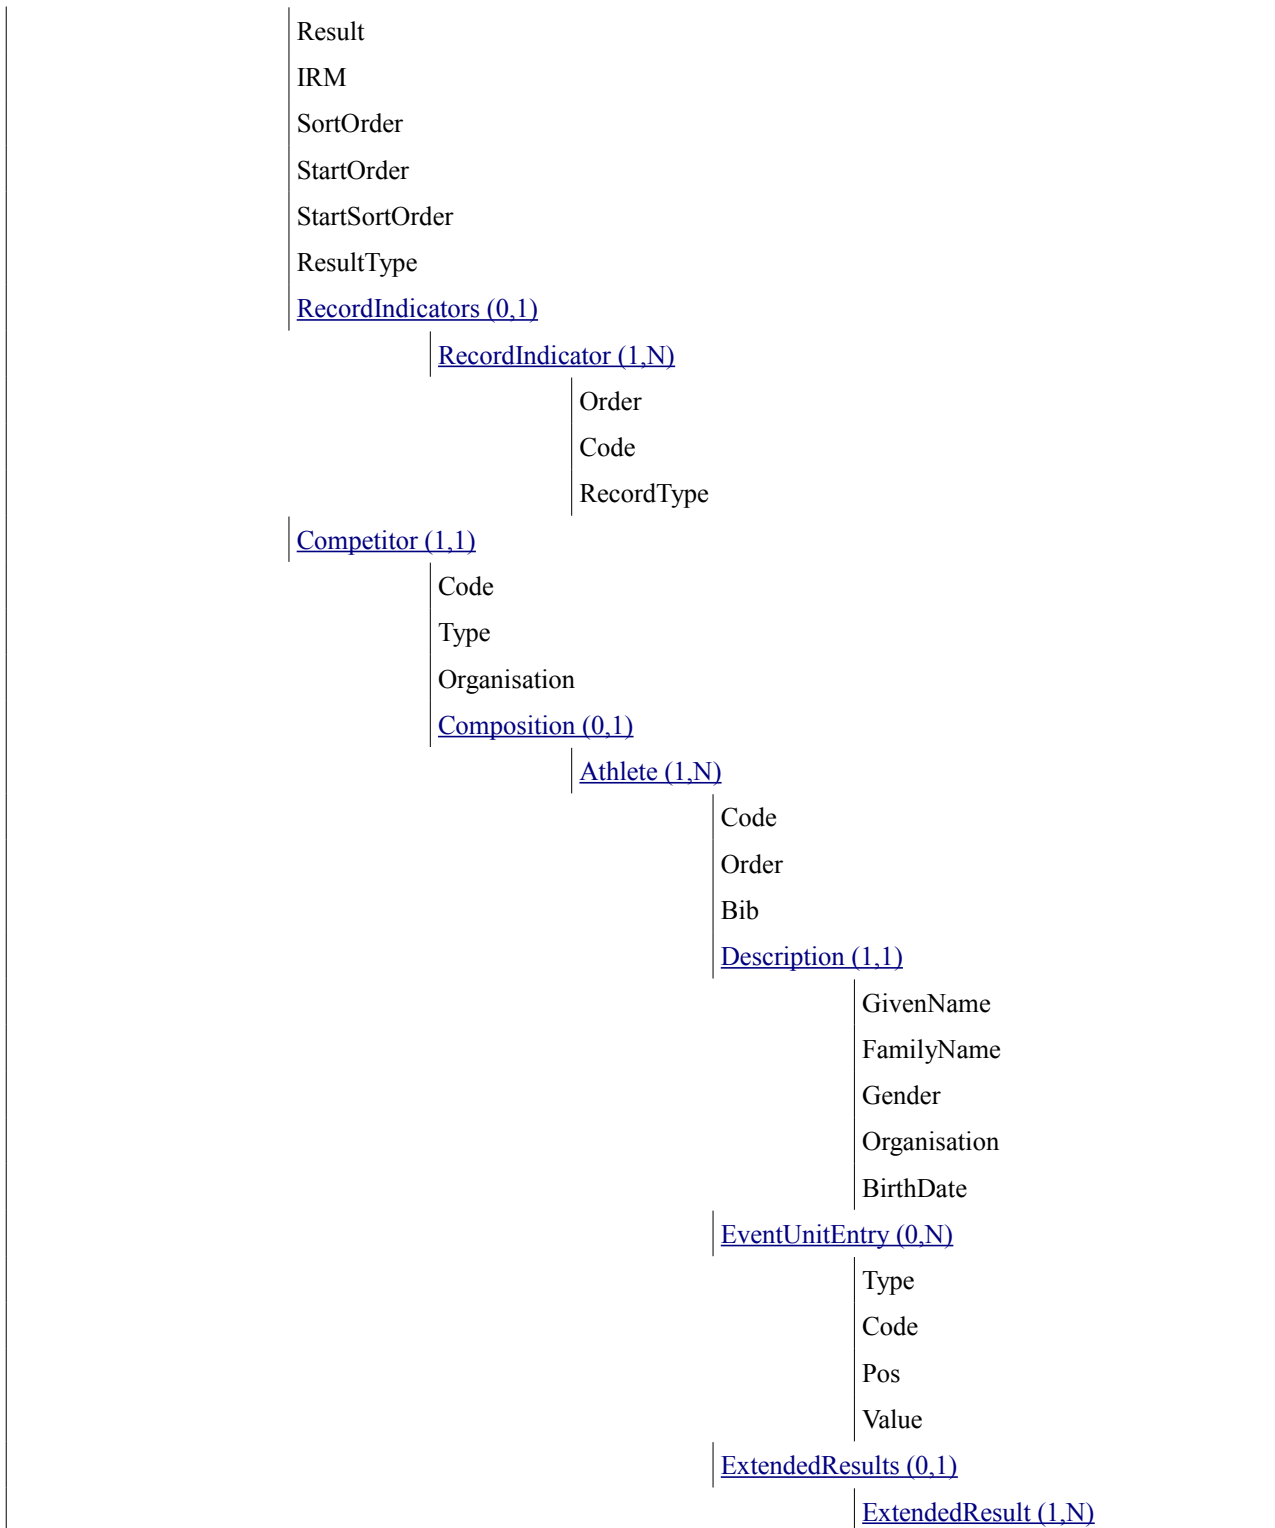 Result
IRM
SortOrder
StartOrder
StartSortOrder
ResultType
RecordIndicators (0,1)
RecordIndicator (1,N)
Order
Code
RecordType
Competitor (1,1)
Code
Type
Organisation
Composition (0,1)
Athlete (1,N)
Code
Order
Bib
Description (1,1)
GivenName
FamilyName
Gender
Organisation
BirthDate
EventUnitEntry (0,N)
Type
Code
Pos
Value
ExtendedResults (0,1)
ExtendedResult (1,N)